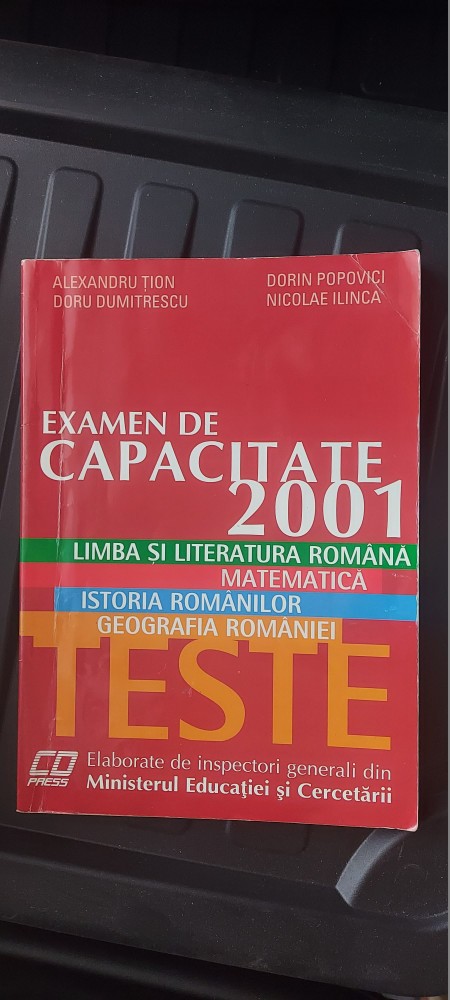 ALEXANDRU ȚION
DORU DUMITRESCU
DORIN POPOVICI
NICOLAE ILINCA
EXAMEN DE
CAPACITATE
2001
LIMBA ȘI LITERATURA ROMÂNĂ
MATEMATICĂ
ISTORIA ROMÂNILOR
GEOGRAFIA ROMÂNIEI
TESTE
CD
PRESS
Elaborate de inspectori generali din
Ministerul Educației și Cercetării